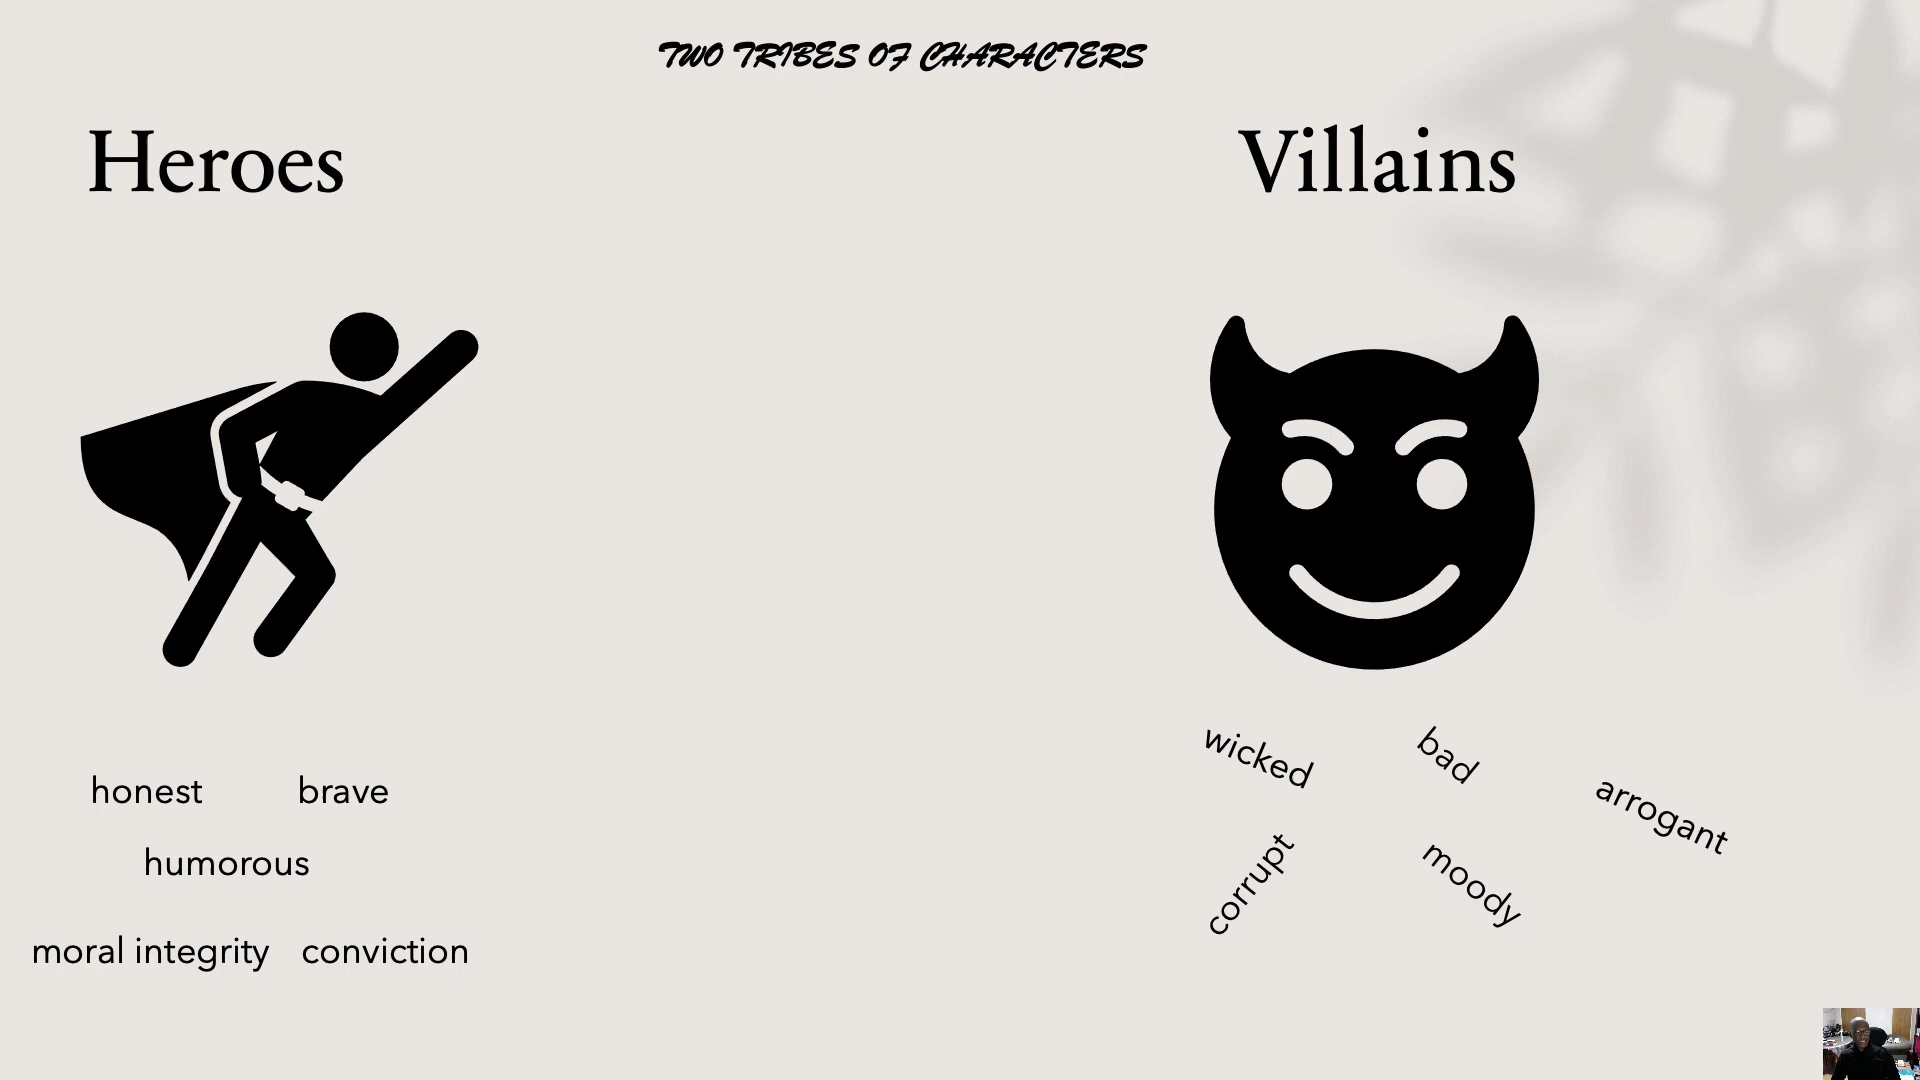 TWO TRIBES OF CHARACTERS
Heroes
Villains
honest
brave
humorous
moral integrity
conviction
wicked
bad
arrogant
corrupt
moody